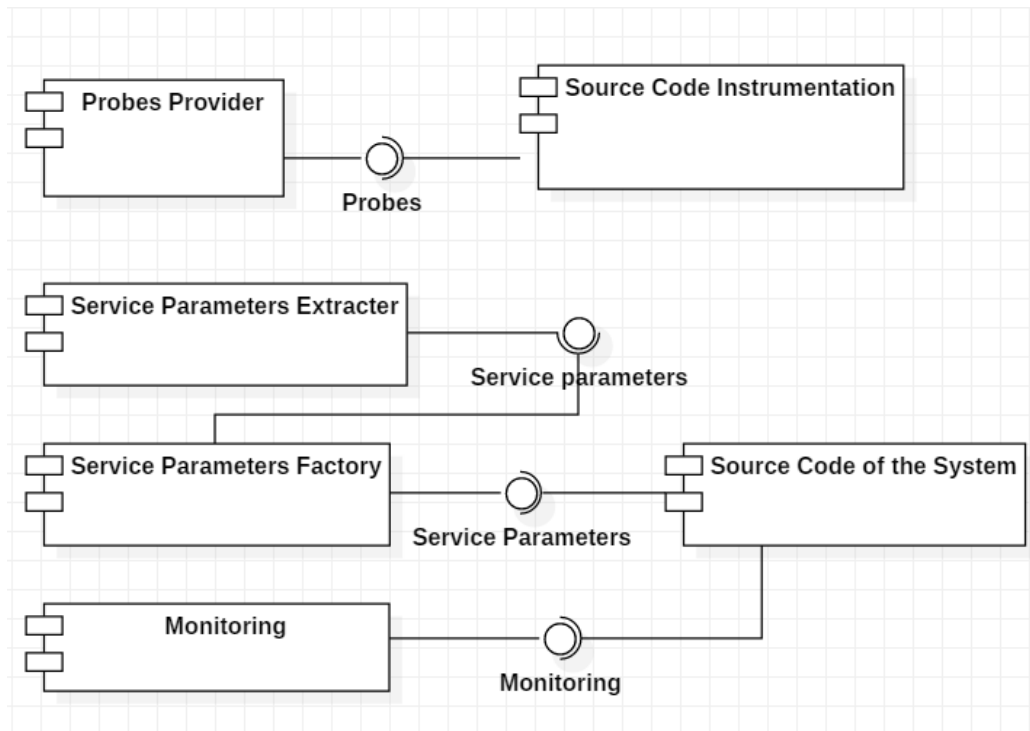 Probes Provider
Source Code Instrumentation
Probes
Service Parameters Extracter
Service parameters
Service Parameters Factory
Source Code of the System
Service Parameters
Monitoring
Monitoring